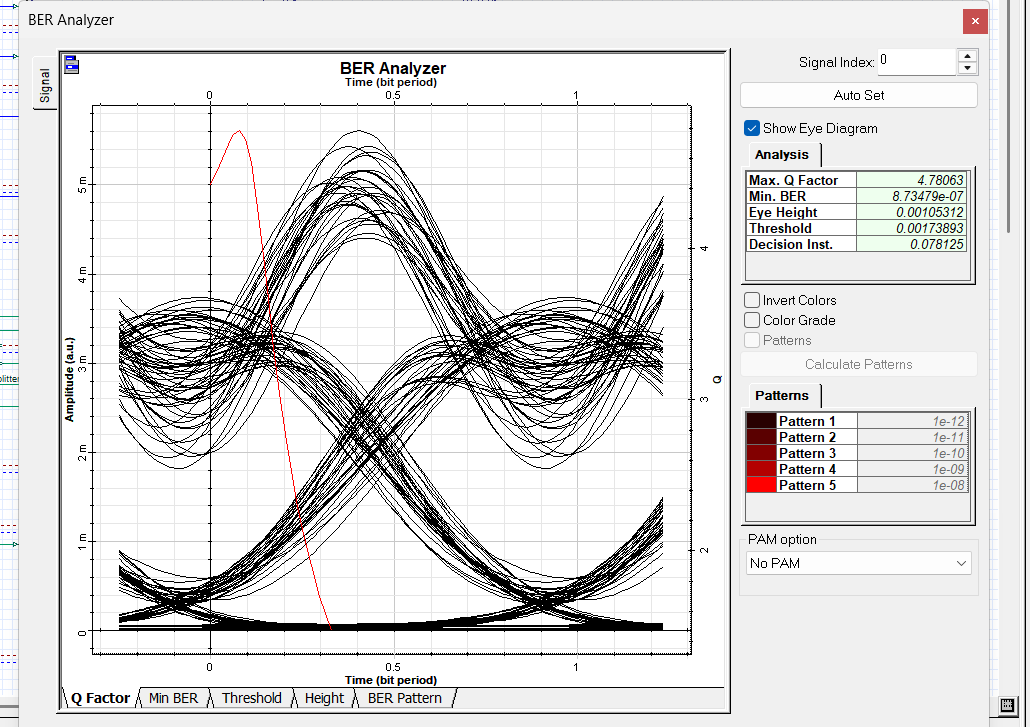 BER Analyzer
Signal
BER Analyzer
Time (bit period)
0 0.5 1
Signal Index: 0
Auto Set
Show Eye Diagram
Analysis
Max. Q Factor 4.78063
Min. BER 8.73479e-07
Eye Height 0.00105312
Threshold 0.00173893
Decision Inst. 0.078125
Invert Colors
Color Grade
Patterns
Calculate Patterns
Patterns
Pattern 1 1e-12
Pattern 2 1e-11
Pattern 3 1e-10
Pattern 4 1e-09
Pattern 5 1e-08
PAM option
No PAM
Amplitude (a.u.)
5 m
4 m
3 m
2 m
1 m
0
Q
4
3
2
0 0.5 1
Time (bit period)
Q Factor Min BER Threshold Height BER Pattern